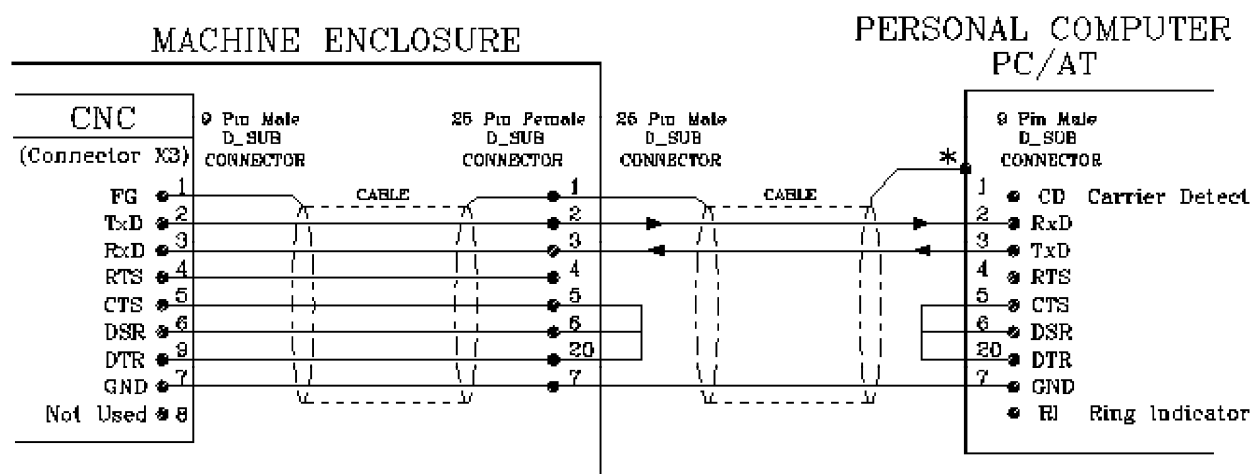 MACHINE ENCLOSURE
PERSONAL COMPUTER
PC/AT
CNC
(Connector X3)
9 Pin Male
D_SUB
CONNECTOR
25 Pin Female
D_SUB
CONNECTOR
25 Pin Male
D_SUB
CONNECTOR
*
9 Pin Male
D_SUB
CONNECTOR
FG 1 CABLE 1 CABLE 1 CD Carrier Detect
TxD 2 2 2 RxD
RxD 3 3 3 TxD
RTS 4 4 4 RTS
CTS 5 5 5 CTS
DSR 6 6 6 DSR
DTR 9 20 20 DTR
GND 7 7 7 GND
Not Used 8 RI Ring Indicator